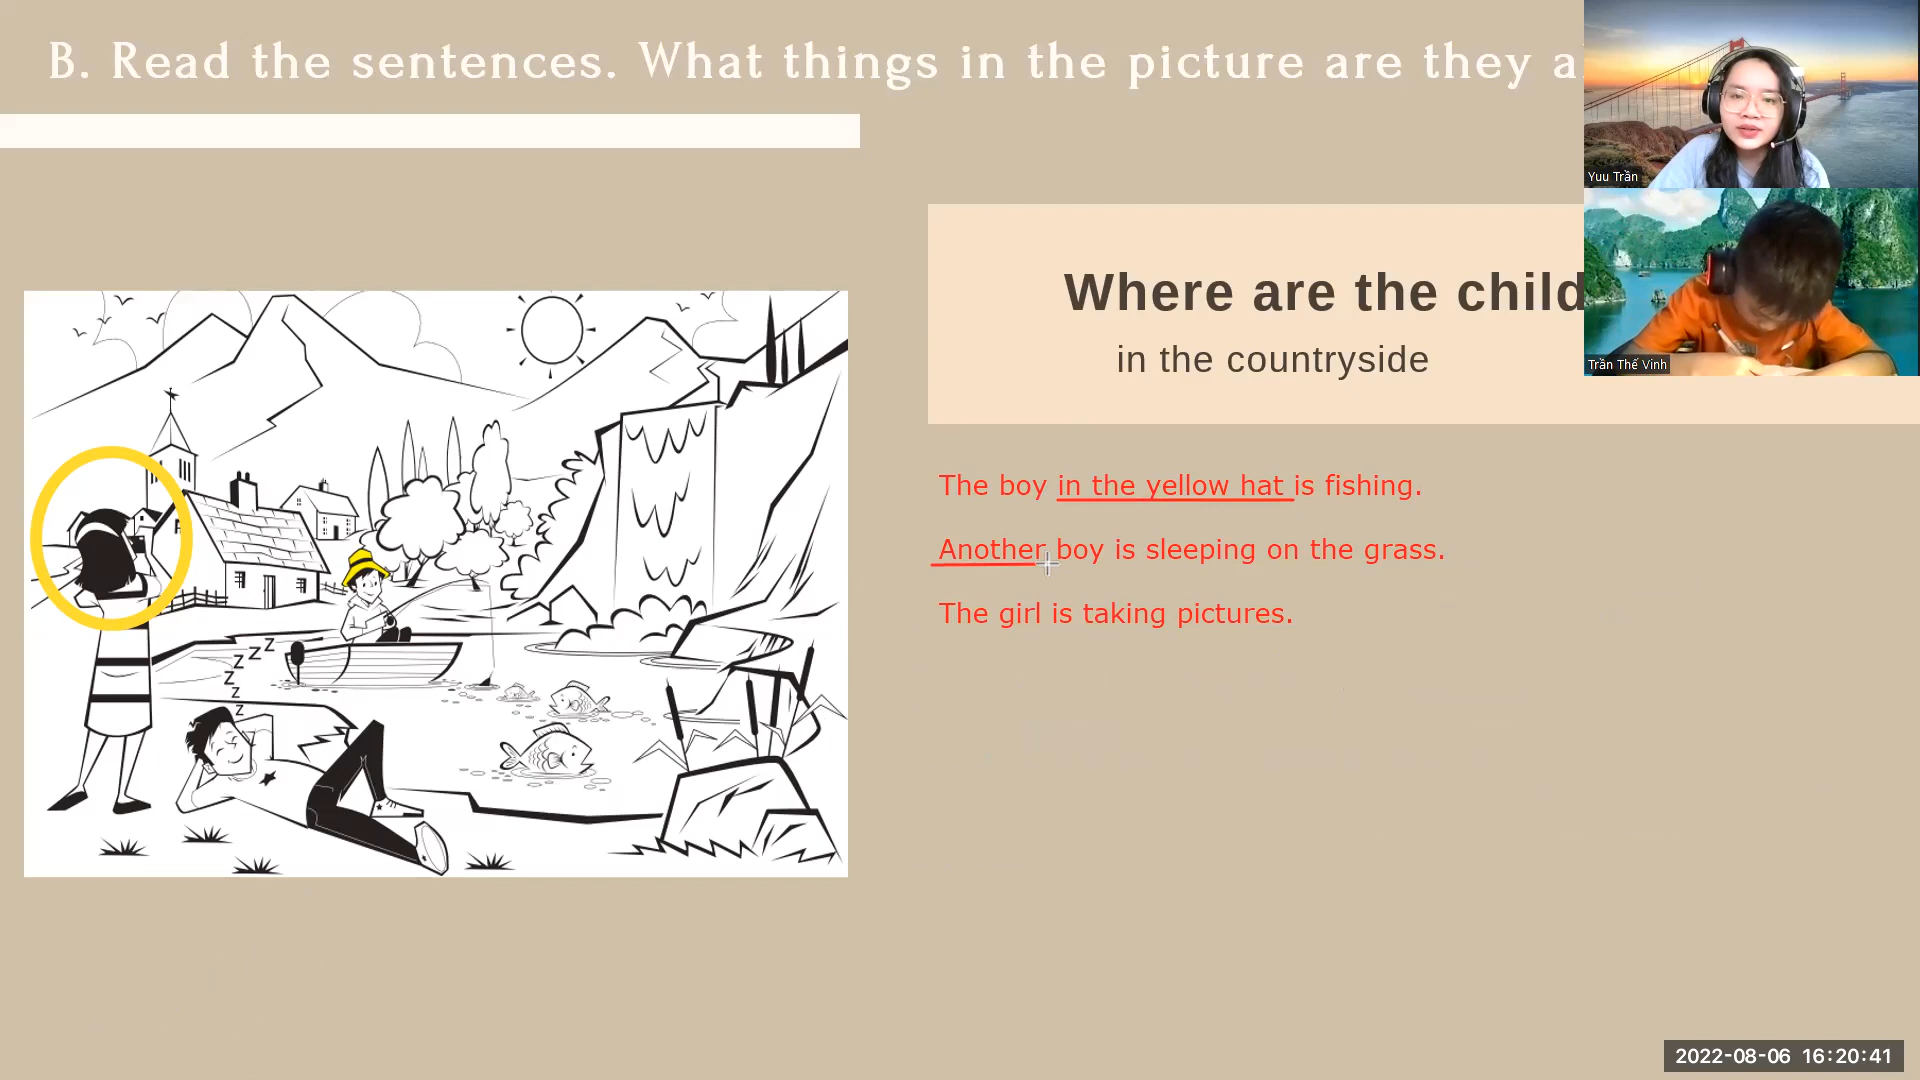 B. Read the sentences. What things in the picture are they a
Yuu Trần
Where are the child
in the countryside
Trần Thế Vinh
The boy in the yellow hat is fishing.
Another boy is sleeping on the grass.
The girl is taking pictures.
z
z
z
z
z
z
2022-08-06 16:20:41